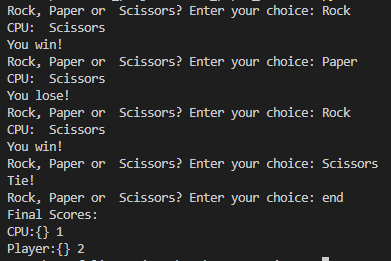 Rock, Paper or  Scissors? Enter your choice: Rock
CPU:  Scissors
You win!
Rock, Paper or  Scissors? Enter your choice: Paper
CPU:  Scissors
You lose!
Rock, Paper or  Scissors? Enter your choice: Rock
CPU:  Scissors
You win!
Rock, Paper or  Scissors? Enter your choice: Scissors
Tie!
Rock, Paper or  Scissors? Enter your choice: end
Final Scores:
CPU:{} 1
Player:{} 2